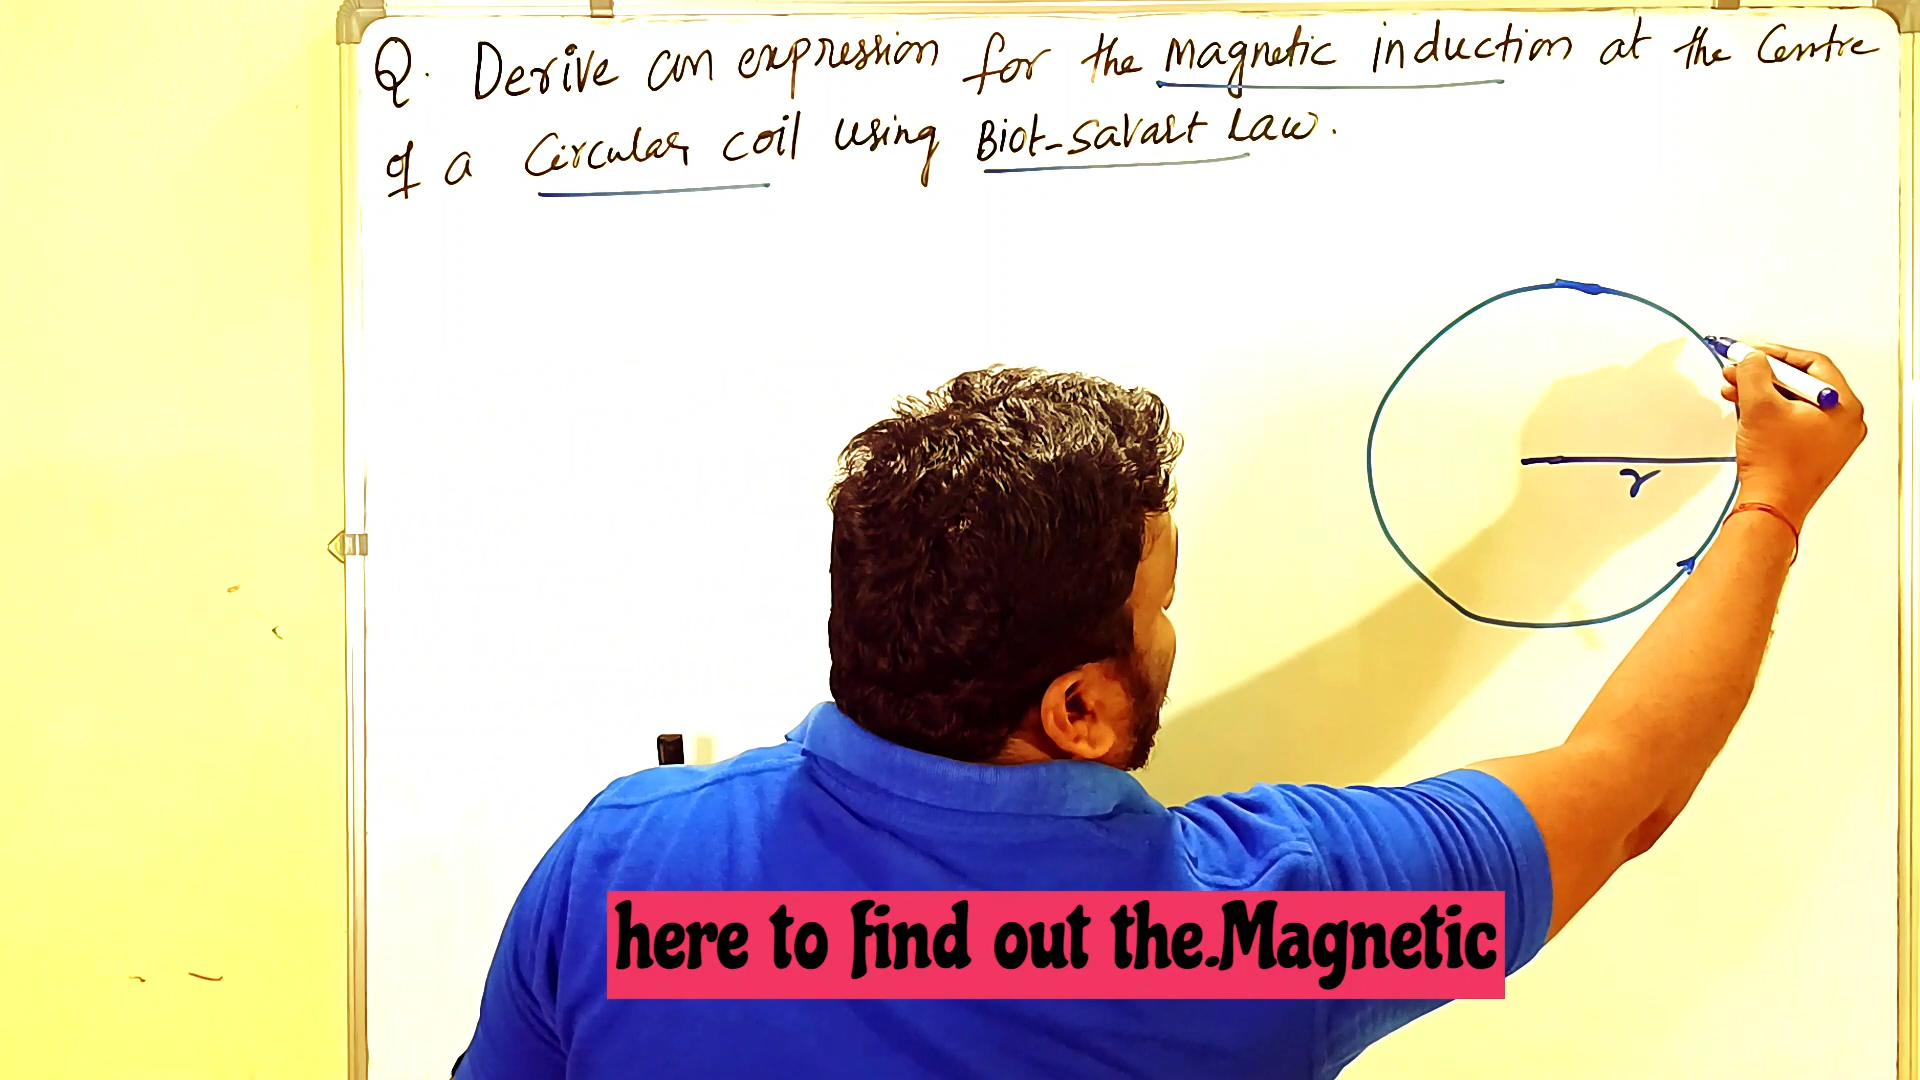 Q. Derive an expression for the magnetic induction at the Centre
of a Circular coil using Biot-Savart Law.
r
here to find out the.Magnetic